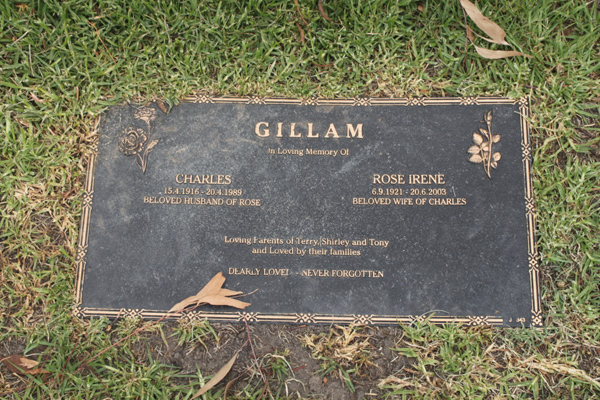 GILLAM
In Loving Memory Of
CHARLES
15.4.1916 - 20.4.1989
BELOVED HUSBAND OF ROSE
ROSE IRENE
6.9.1921 - 20.6.2003
BELOVED WIFE OF CHARLES
Loving Parents of Terry, Shirley and Tony
and Loved by their families
DEARLY LOVED - NEVER FORGOTTEN